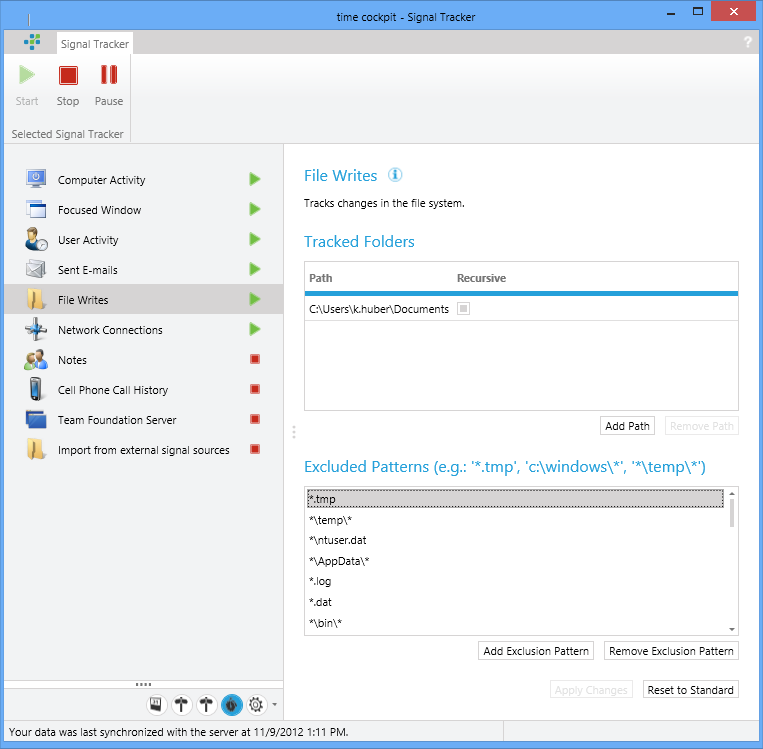 time cockpit - Signal Tracker
Signal Tracker
?
Start Stop Pause
Selected Signal Tracker
Computer Activity
Focused Window
User Activity
Sent E-mails
File Writes
Network Connections
Notes
Cell Phone Call History
Team Foundation Server
Import from external signal sources
File Writes
Tracks changes in the file system.
Tracked Folders
Path Recursive
C:\Users\k.huber\Documents
Add Path Remove Path
Excluded Patterns (e.g.: '*.tmp', 'c:\windows\*', '*\temp\*')
*.tmp
*\temp\*
*\ntuser.dat
*\AppData\*
*.log
*.dat
*\bin\*
Add Exclusion Pattern Remove Exclusion Pattern
Apply Changes Reset to Standard
Your data was last synchronized with the server at 11/9/2012 1:11 PM.